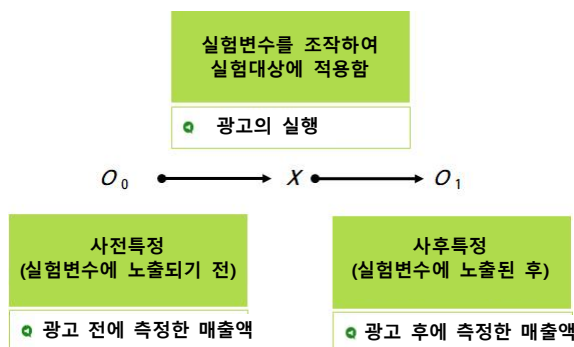 실험변수를 조작하여
실험대상에 적용함
광고의 실행
O0 X O1
사전특정
(실험변수에 노출되기 전)
광고 전에 측정한 매출액
사후특정
(실험변수에 노출된 후)
광고 후에 측정한 매출액